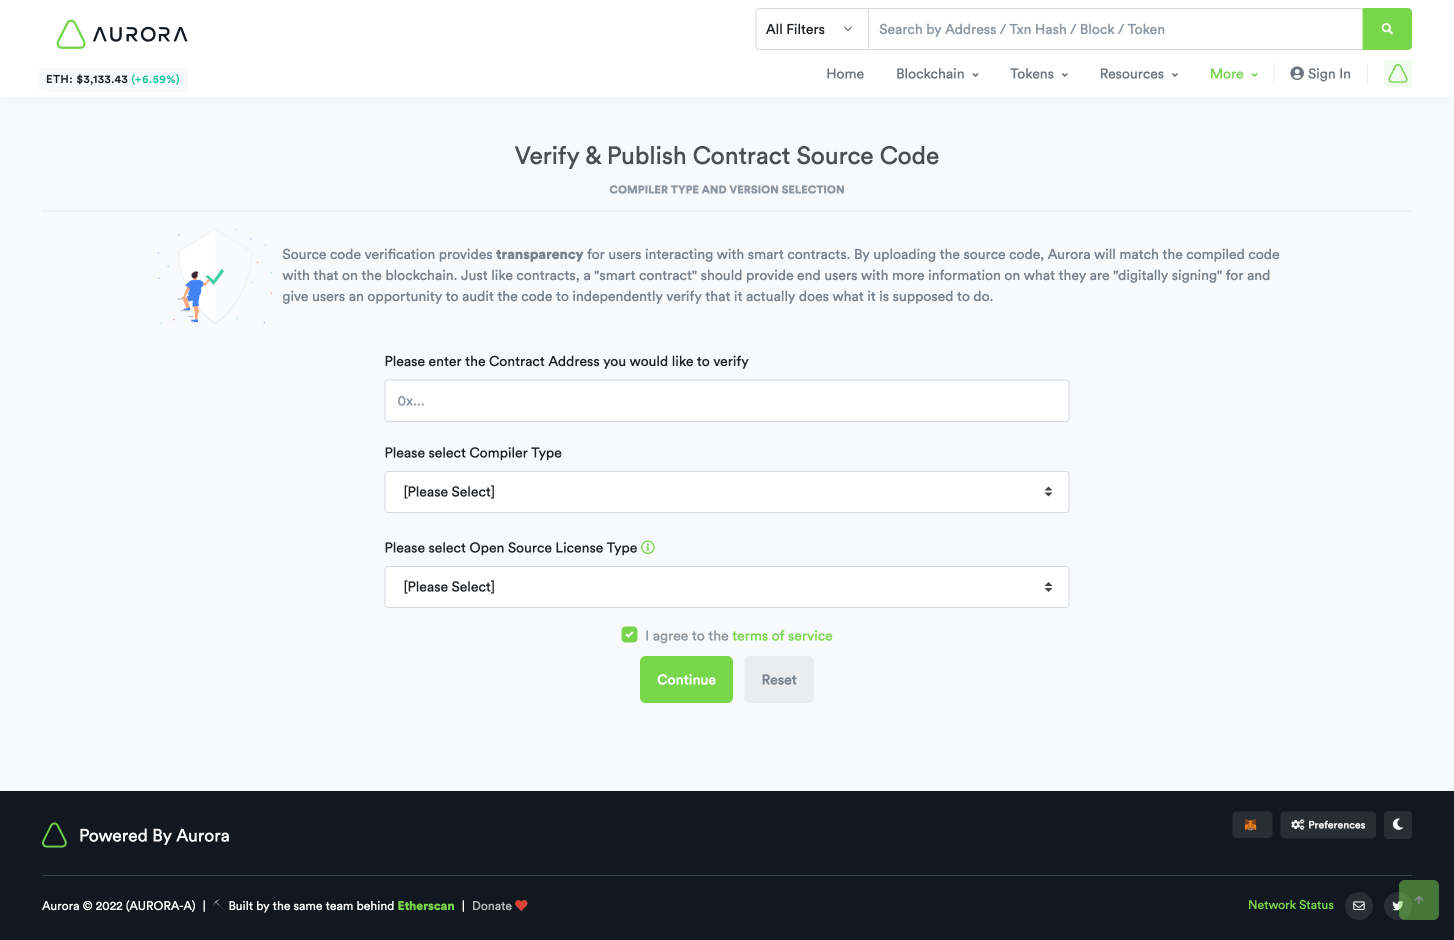 AURORA
All Filters
Search by Address / Txn Hash / Block / Token
ETH: $3,133.43 (+6.59%)
Home
Blockchain
Tokens
Resources
More
Sign In
Verify & Publish Contract Source Code
COMPILER TYPE AND VERSION SELECTION
Source code verification provides transparency for users interacting with smart contracts. By uploading the source code, Aurora will match the compiled code
with that on the blockchain. Just like contracts, a "smart contract" should provide end users with more information on what they are "digitally signing" for and
give users an opportunity to audit the code to independently verify that it actually does what it is supposed to do.
Please enter the Contract Address you would like to verify
0x...
Please select Compiler Type
[Please Select]
Please select Open Source License Type
[Please Select]
I agree to the terms of service
Continue
Reset
Powered By Aurora
Preferences
Aurora © 2022 (AURORA-A) | Built by the same team behind Etherscan | Donate
Network Status